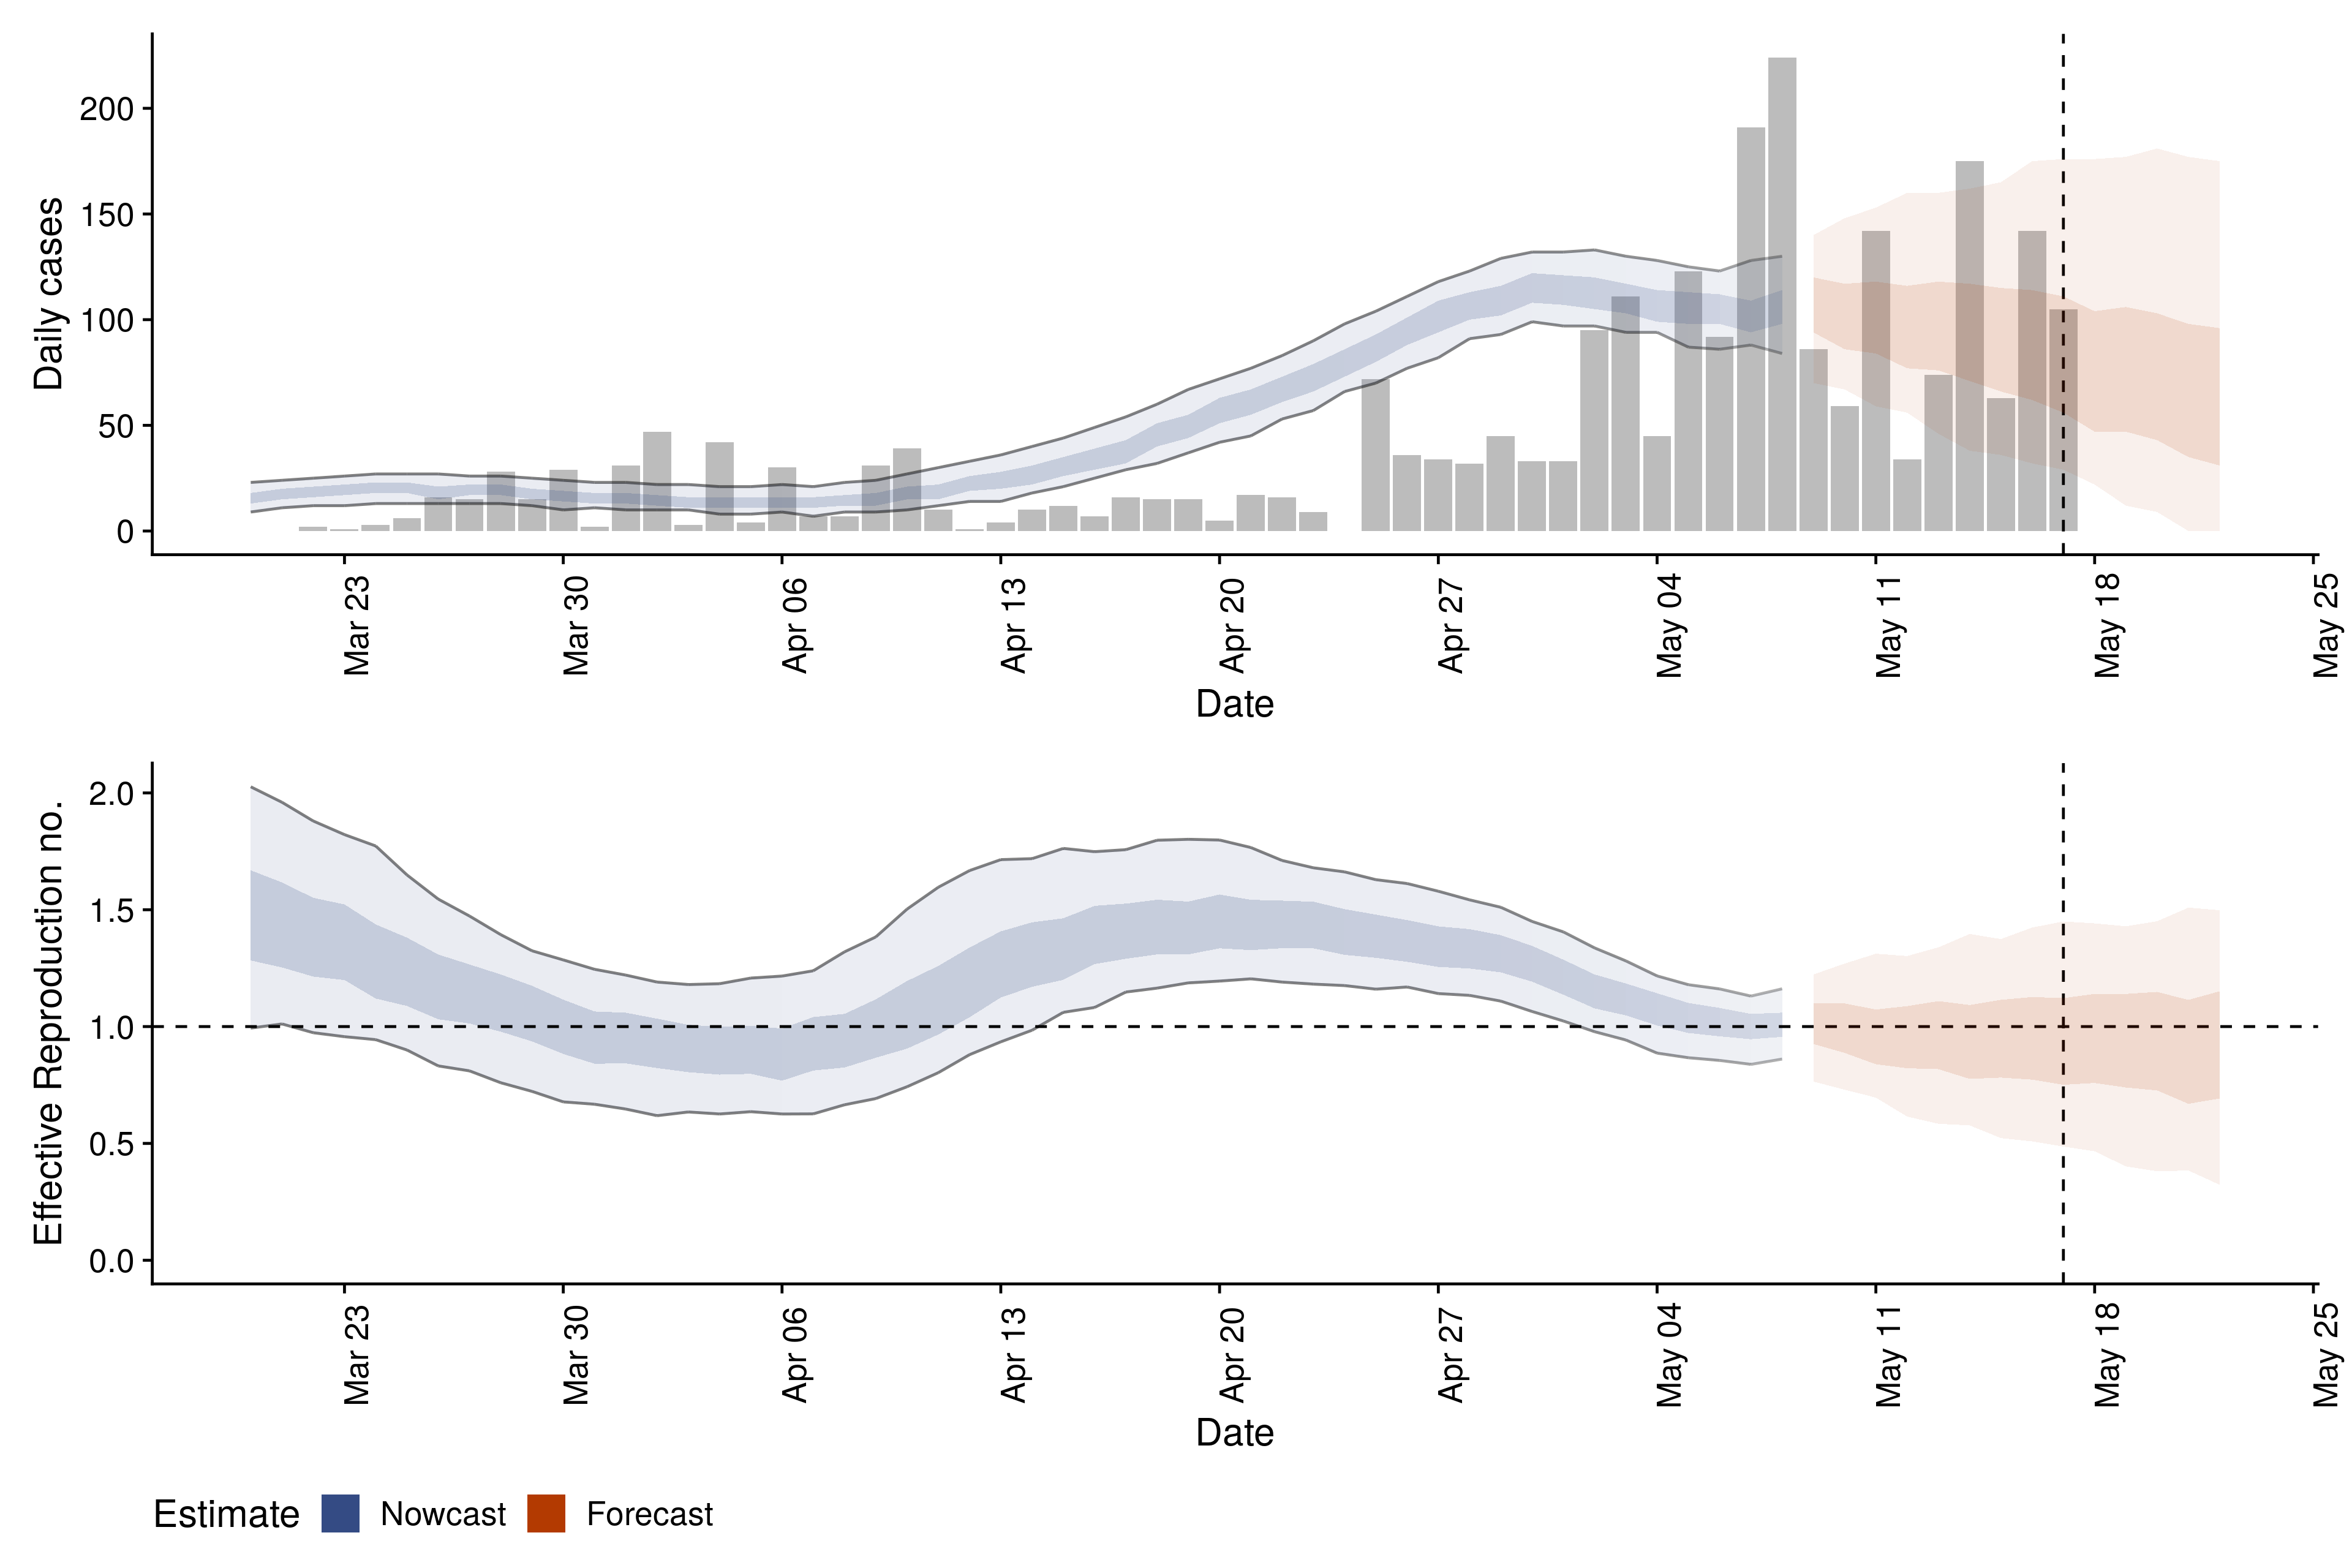 Daily cases
200
150
100
50
0
Mar 23
Mar 30
Apr 06
Apr 13
Apr 20
Apr 27
May 04
May 11
May 18
May 25
Date
Effective Reproduction no.
2.0
1.5
1.0
0.5
0.0
Mar 23
Mar 30
Apr 06
Apr 13
Apr 20
Apr 27
May 04
May 11
May 18
May 25
Date
Estimate Nowcast Forecast